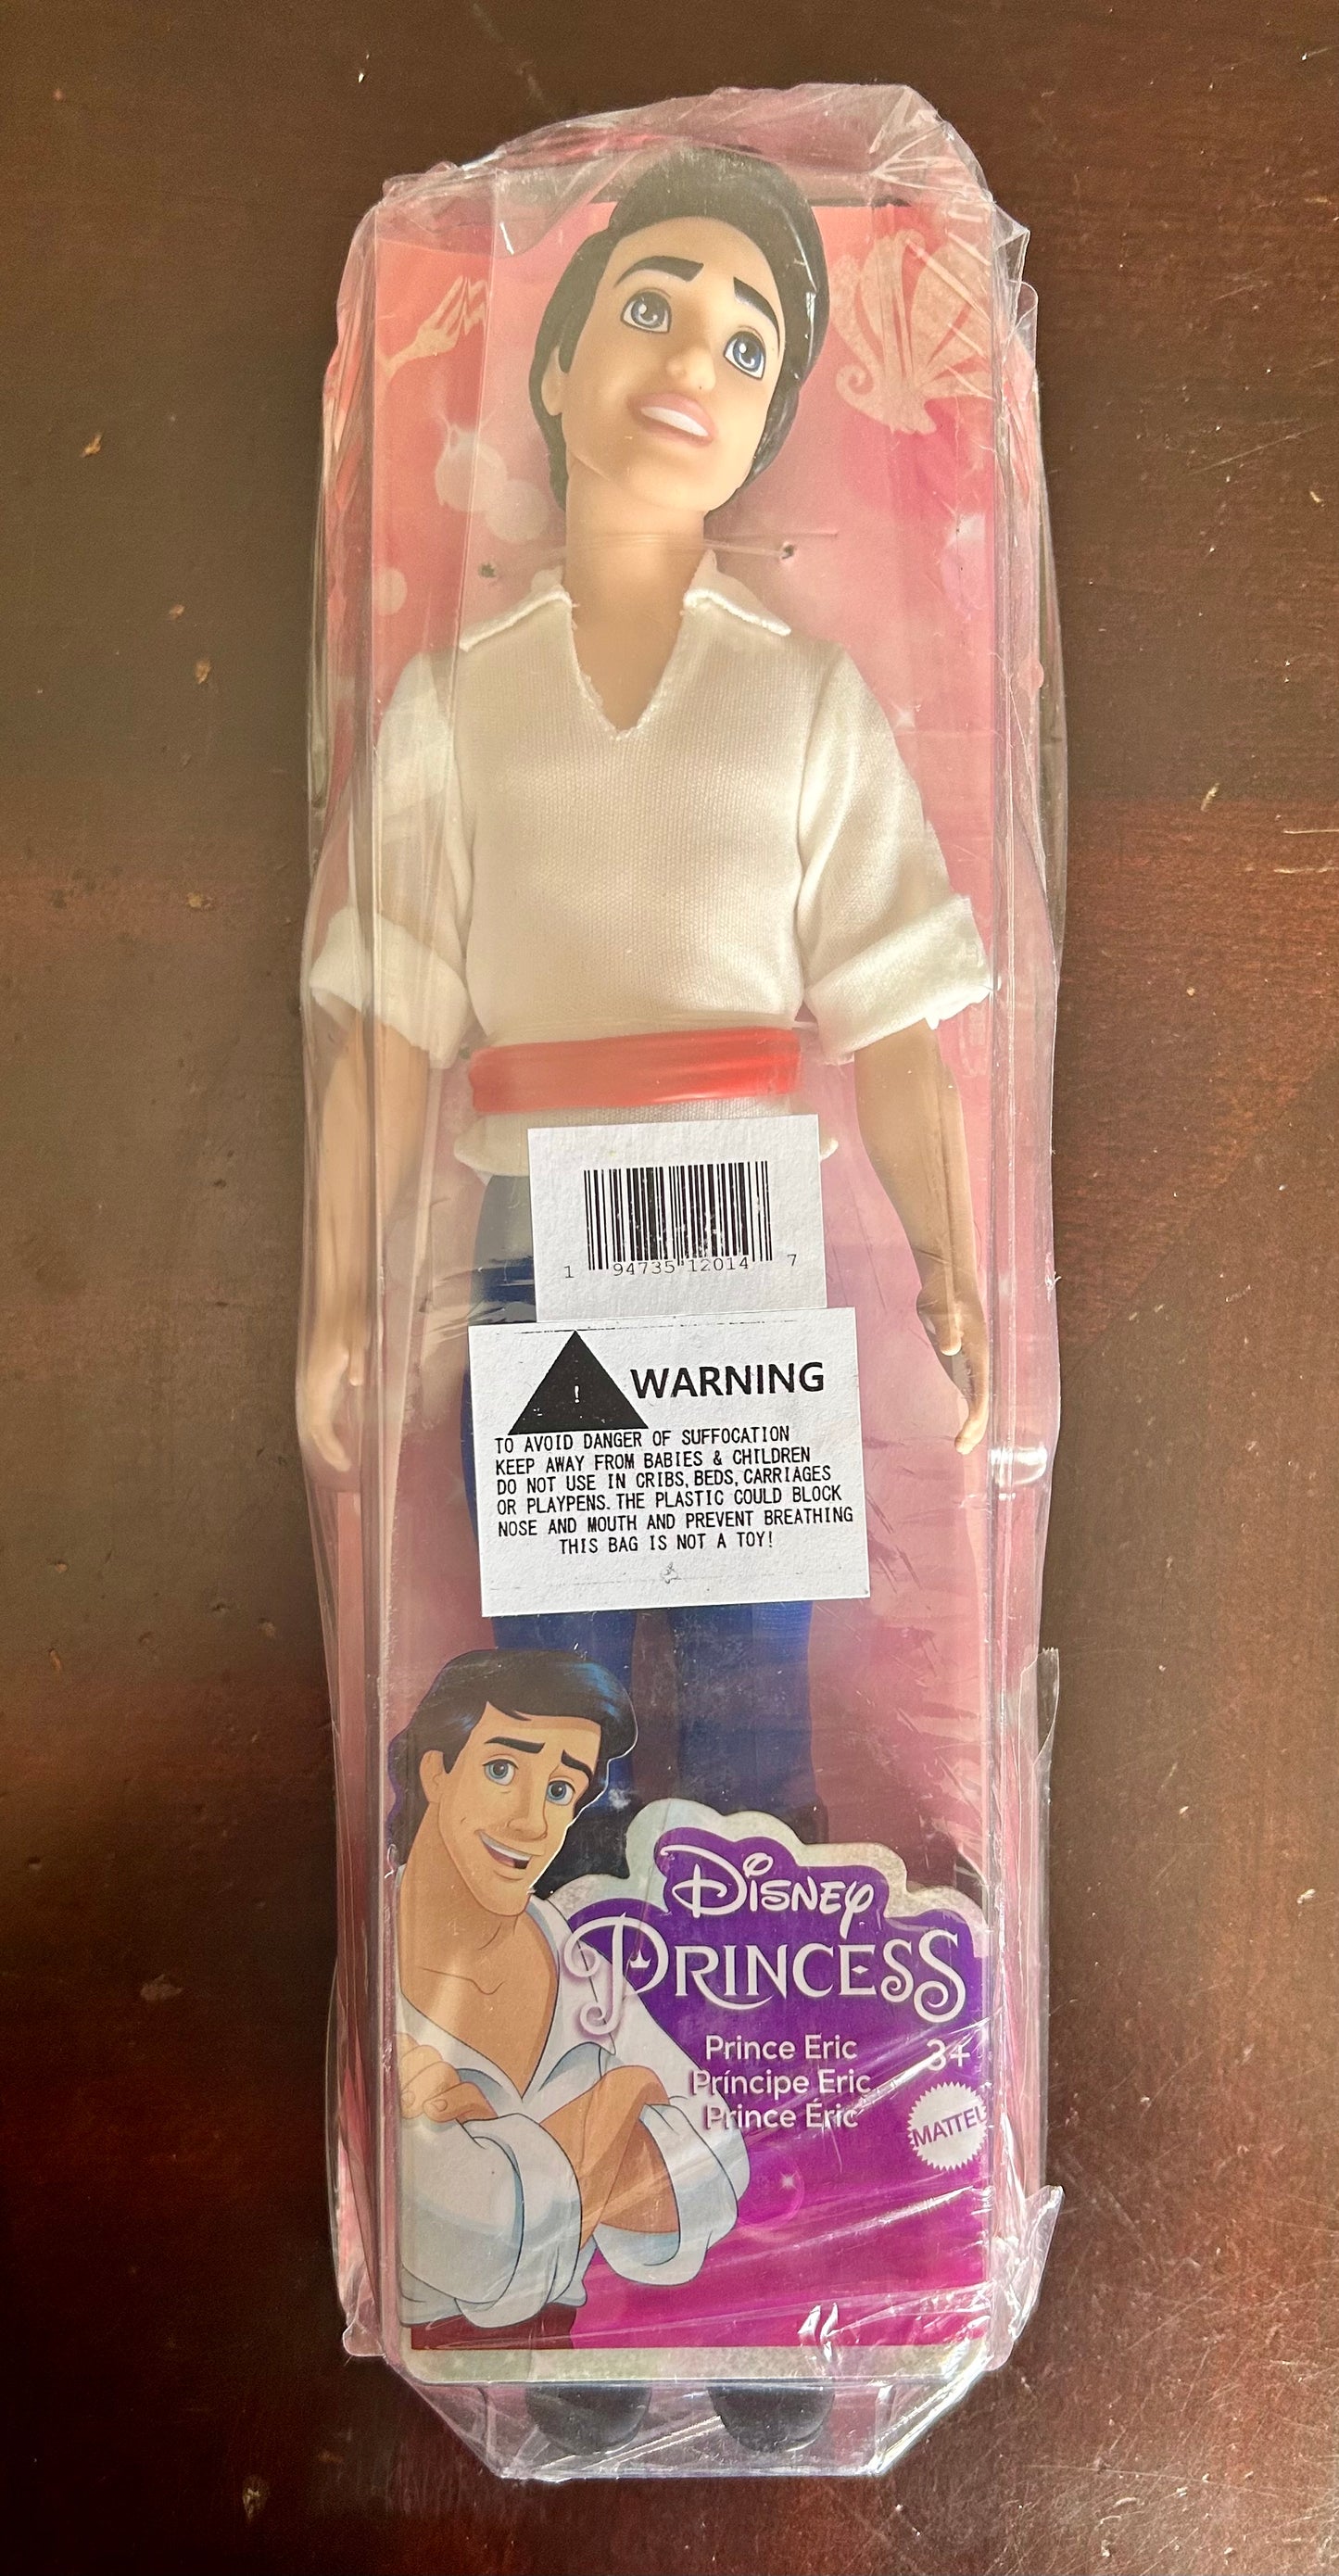 1 94735 12014 7
! WARNING
TO AVOID DANGER OF SUFFOCATION
KEEP AWAY FROM BABIES & CHILDREN
DO NOT USE IN CRIBS, BEDS, CARRIAGES
OR PLAYPENS. THE PLASTIC COULD BLOCK
NOSE AND MOUTH AND PREVENT BREATHING
THIS BAG IS NOT A TOY!
Disney
PRINCESS
Prince Eric
Príncipe Eric
Prince Éric
3+
MATTEL